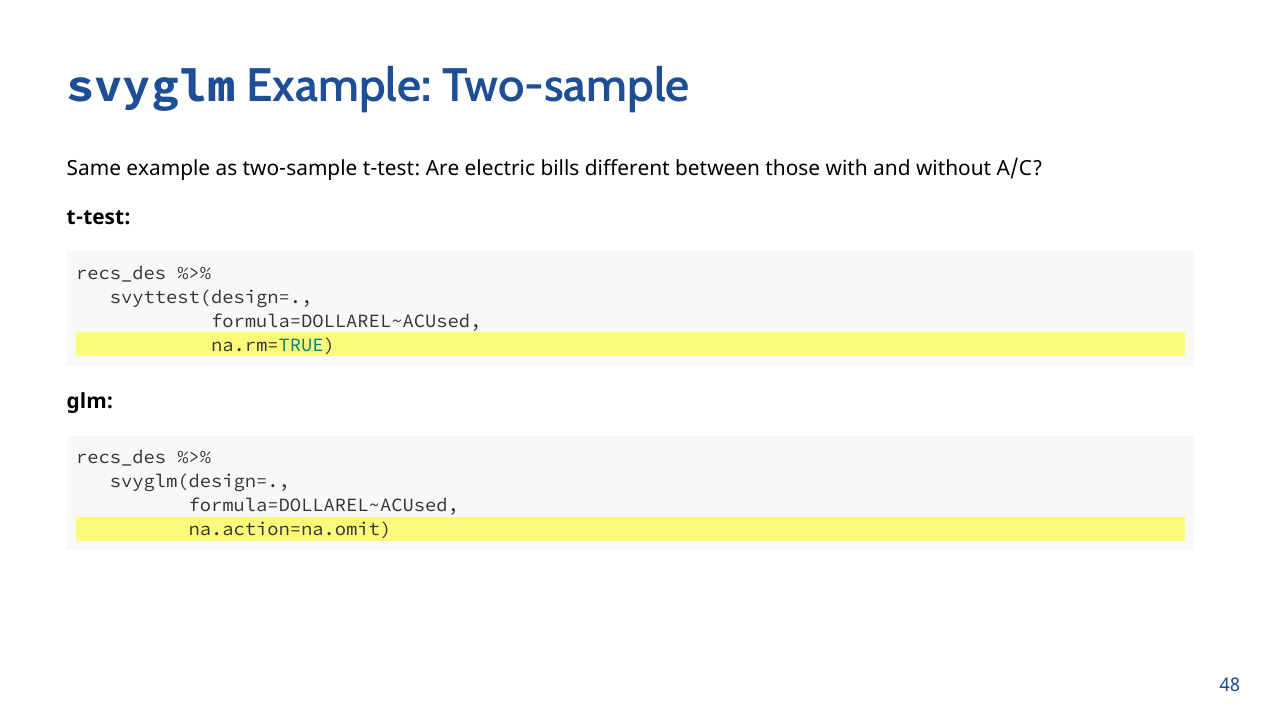 svyglm Example: Two-sample
Same example as two-sample t-test: Are electric bills different between those with and without A/C?
t-test:
recs_des %>%
   svyttest(design=.,
            formula=DOLLAREL~ACUsed,
            na.rm=TRUE)
glm:
recs_des %>%
   svyglm(design=.,
          formula=DOLLAREL~ACUsed,
          na.action=na.omit)
48